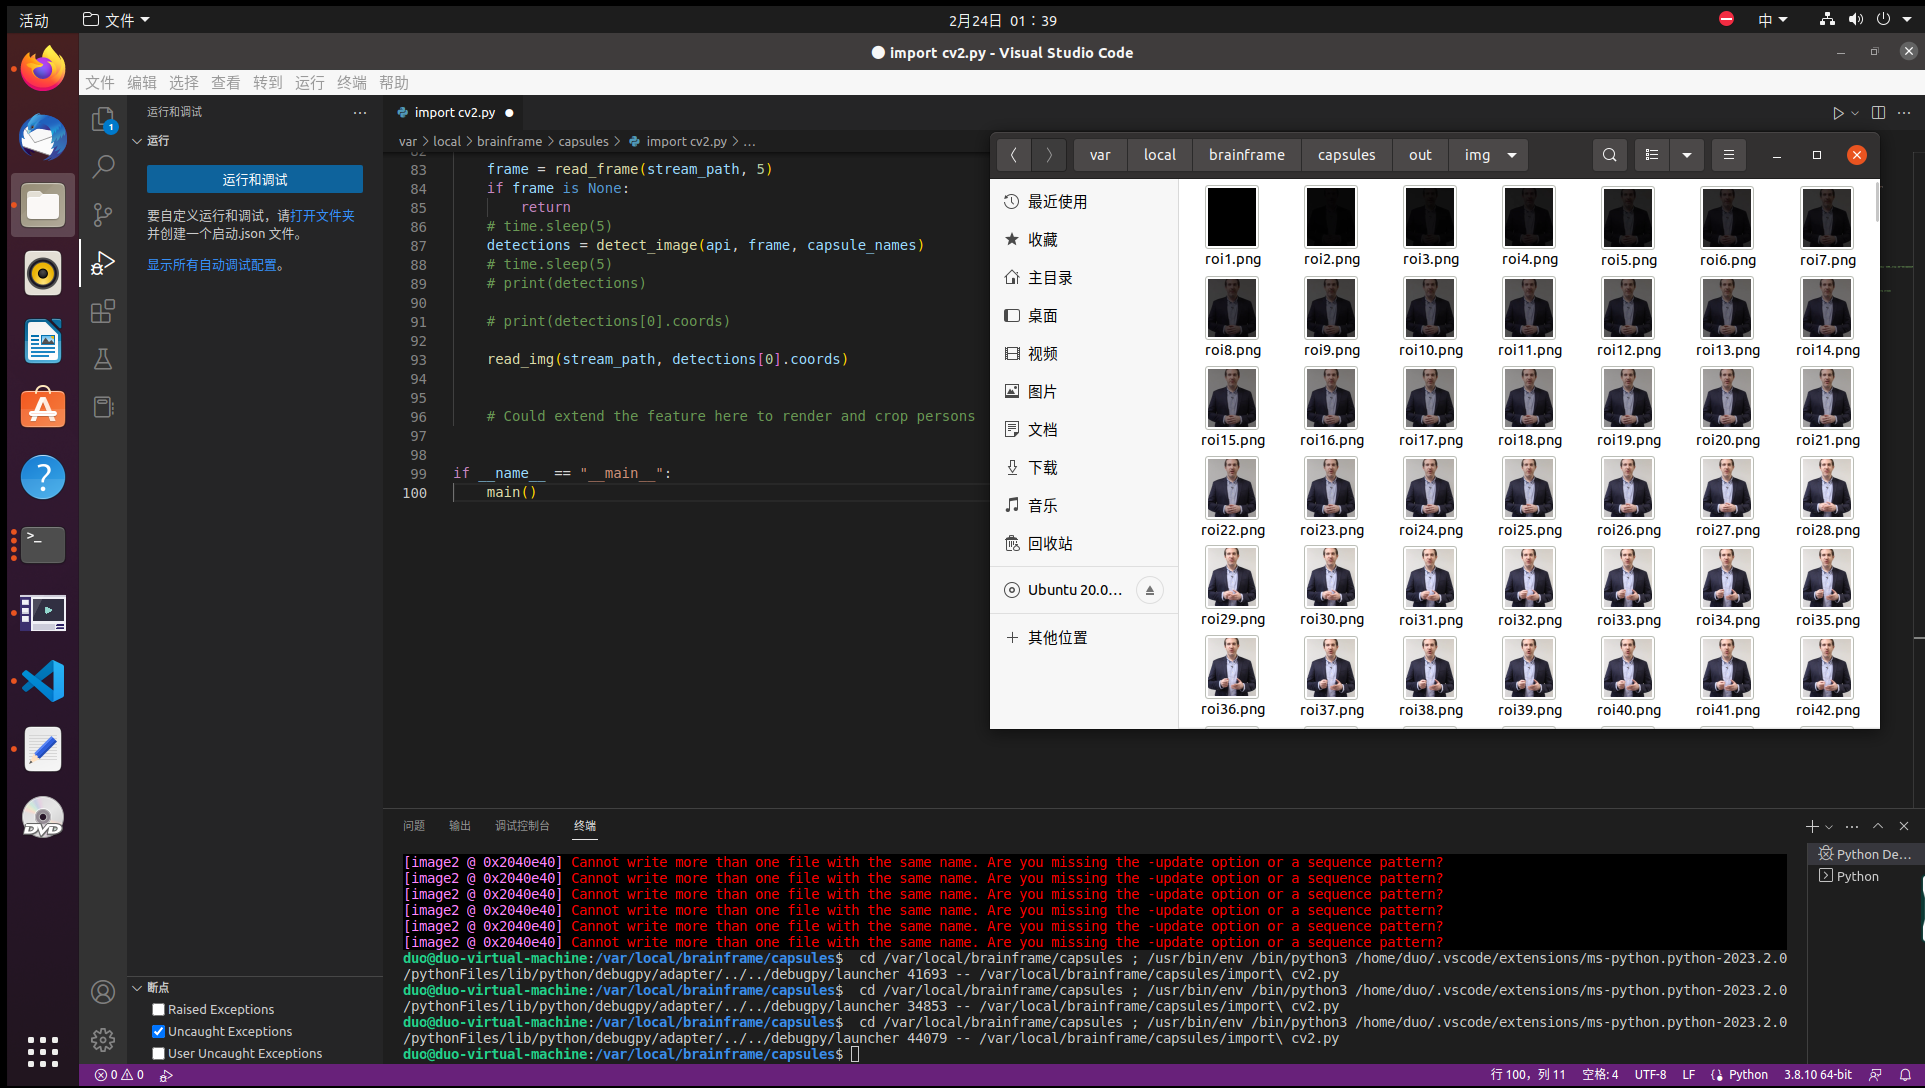 活动
文件
2月24日 01：39
中
● import cv2.py - Visual Studio Code
文件 编辑 选择 查看 转到 运行 终端 帮助
1
运行和调试
运行
运行和调试
要自定义运行和调试，请打开文件夹
并创建一个启动.json 文件。
显示所有自动调试配置。
import cv2.py
var > local > brainframe > capsules > import cv2.py > ...
83 frame = read_frame(stream_path, 5)
84 if frame is None:
85 return
86 # time.sleep(5)
87 detections = detect_image(api, frame, capsule_names)
88 # time.sleep(5)
89 # print(detections)
90
91 # print(detections[0].coords)
92
93 read_img(stream_path, detections[0].coords)
94
95
96 # Could extend the feature here to render and crop persons
97
98
99 if __name__ == "__main__":
100 main()
var local brainframe capsules out img
最近使用
收藏
主目录
桌面
视频
图片
文档
下载
音乐
回收站
Ubuntu 20.0...
其他位置
roi1.png roi2.png roi3.png roi4.png roi5.png roi6.png roi7.png
roi8.png roi9.png roi10.png roi11.png roi12.png roi13.png roi14.png
roi15.png roi16.png roi17.png roi18.png roi19.png roi20.png roi21.png
roi22.png roi23.png roi24.png roi25.png roi26.png roi27.png roi28.png
roi29.png roi30.png roi31.png roi32.png roi33.png roi34.png roi35.png
roi36.png roi37.png roi38.png roi39.png roi40.png roi41.png roi42.png
问题 输出 调试控制台 终端
[image2 @ 0x2040e40] Cannot write more than one file with the same name. Are you missing the -update option or a sequence pattern?
[image2 @ 0x2040e40] Cannot write more than one file with the same name. Are you missing the -update option or a sequence pattern?
[image2 @ 0x2040e40] Cannot write more than one file with the same name. Are you missing the -update option or a sequence pattern?
[image2 @ 0x2040e40] Cannot write more than one file with the same name. Are you missing the -update option or a sequence pattern?
[image2 @ 0x2040e40] Cannot write more than one file with the same name. Are you missing the -update option or a sequence pattern?
[image2 @ 0x2040e40] Cannot write more than one file with the same name. Are you missing the -update option or a sequence pattern?
duo@duo-virtual-machine:/var/local/brainframe/capsules$ cd /var/local/brainframe/capsules ; /usr/bin/env /bin/python3 /home/duo/.vscode/extensions/ms-python.python-2023.2.0
/pythonFiles/lib/python/debugpy/adapter/../../debugpy/launcher 41693 -- /var/local/brainframe/capsules/import\ cv2.py
duo@duo-virtual-machine:/var/local/brainframe/capsules$ cd /var/local/brainframe/capsules ; /usr/bin/env /bin/python3 /home/duo/.vscode/extensions/ms-python.python-2023.2.0
/pythonFiles/lib/python/debugpy/adapter/../../debugpy/launcher 34853 -- /var/local/brainframe/capsules/import\ cv2.py
duo@duo-virtual-machine:/var/local/brainframe/capsules$ cd /var/local/brainframe/capsules ; /usr/bin/env /bin/python3 /home/duo/.vscode/extensions/ms-python.python-2023.2.0
/pythonFiles/lib/python/debugpy/adapter/../../debugpy/launcher 44079 -- /var/local/brainframe/capsules/import\ cv2.py
duo@duo-virtual-machine:/var/local/brainframe/capsules$
Python De...
Python
断点
Raised Exceptions
Uncaught Exceptions
User Uncaught Exceptions
DVD
0 0
行 100，列 11 空格: 4 UTF-8 LF Python 3.8.10 64-bit